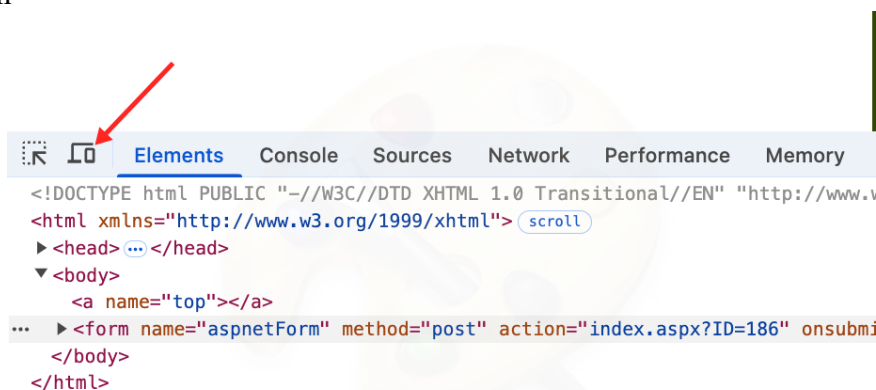 Elements Console Sources Network Performance Memory
<!DOCTYPE html PUBLIC "-//W3C//DTD XHTML 1.0 Transitional//EN" "http://www.w
<html xmlns="http://www.w3.org/1999/xhtml"> scroll
▶ <head> ••• </head>
▼ <body>
<a name="top"></a>
••• ▶ <form name="aspnetForm" method="post" action="index.aspx?ID=186" onsubmi
</body>
</html>